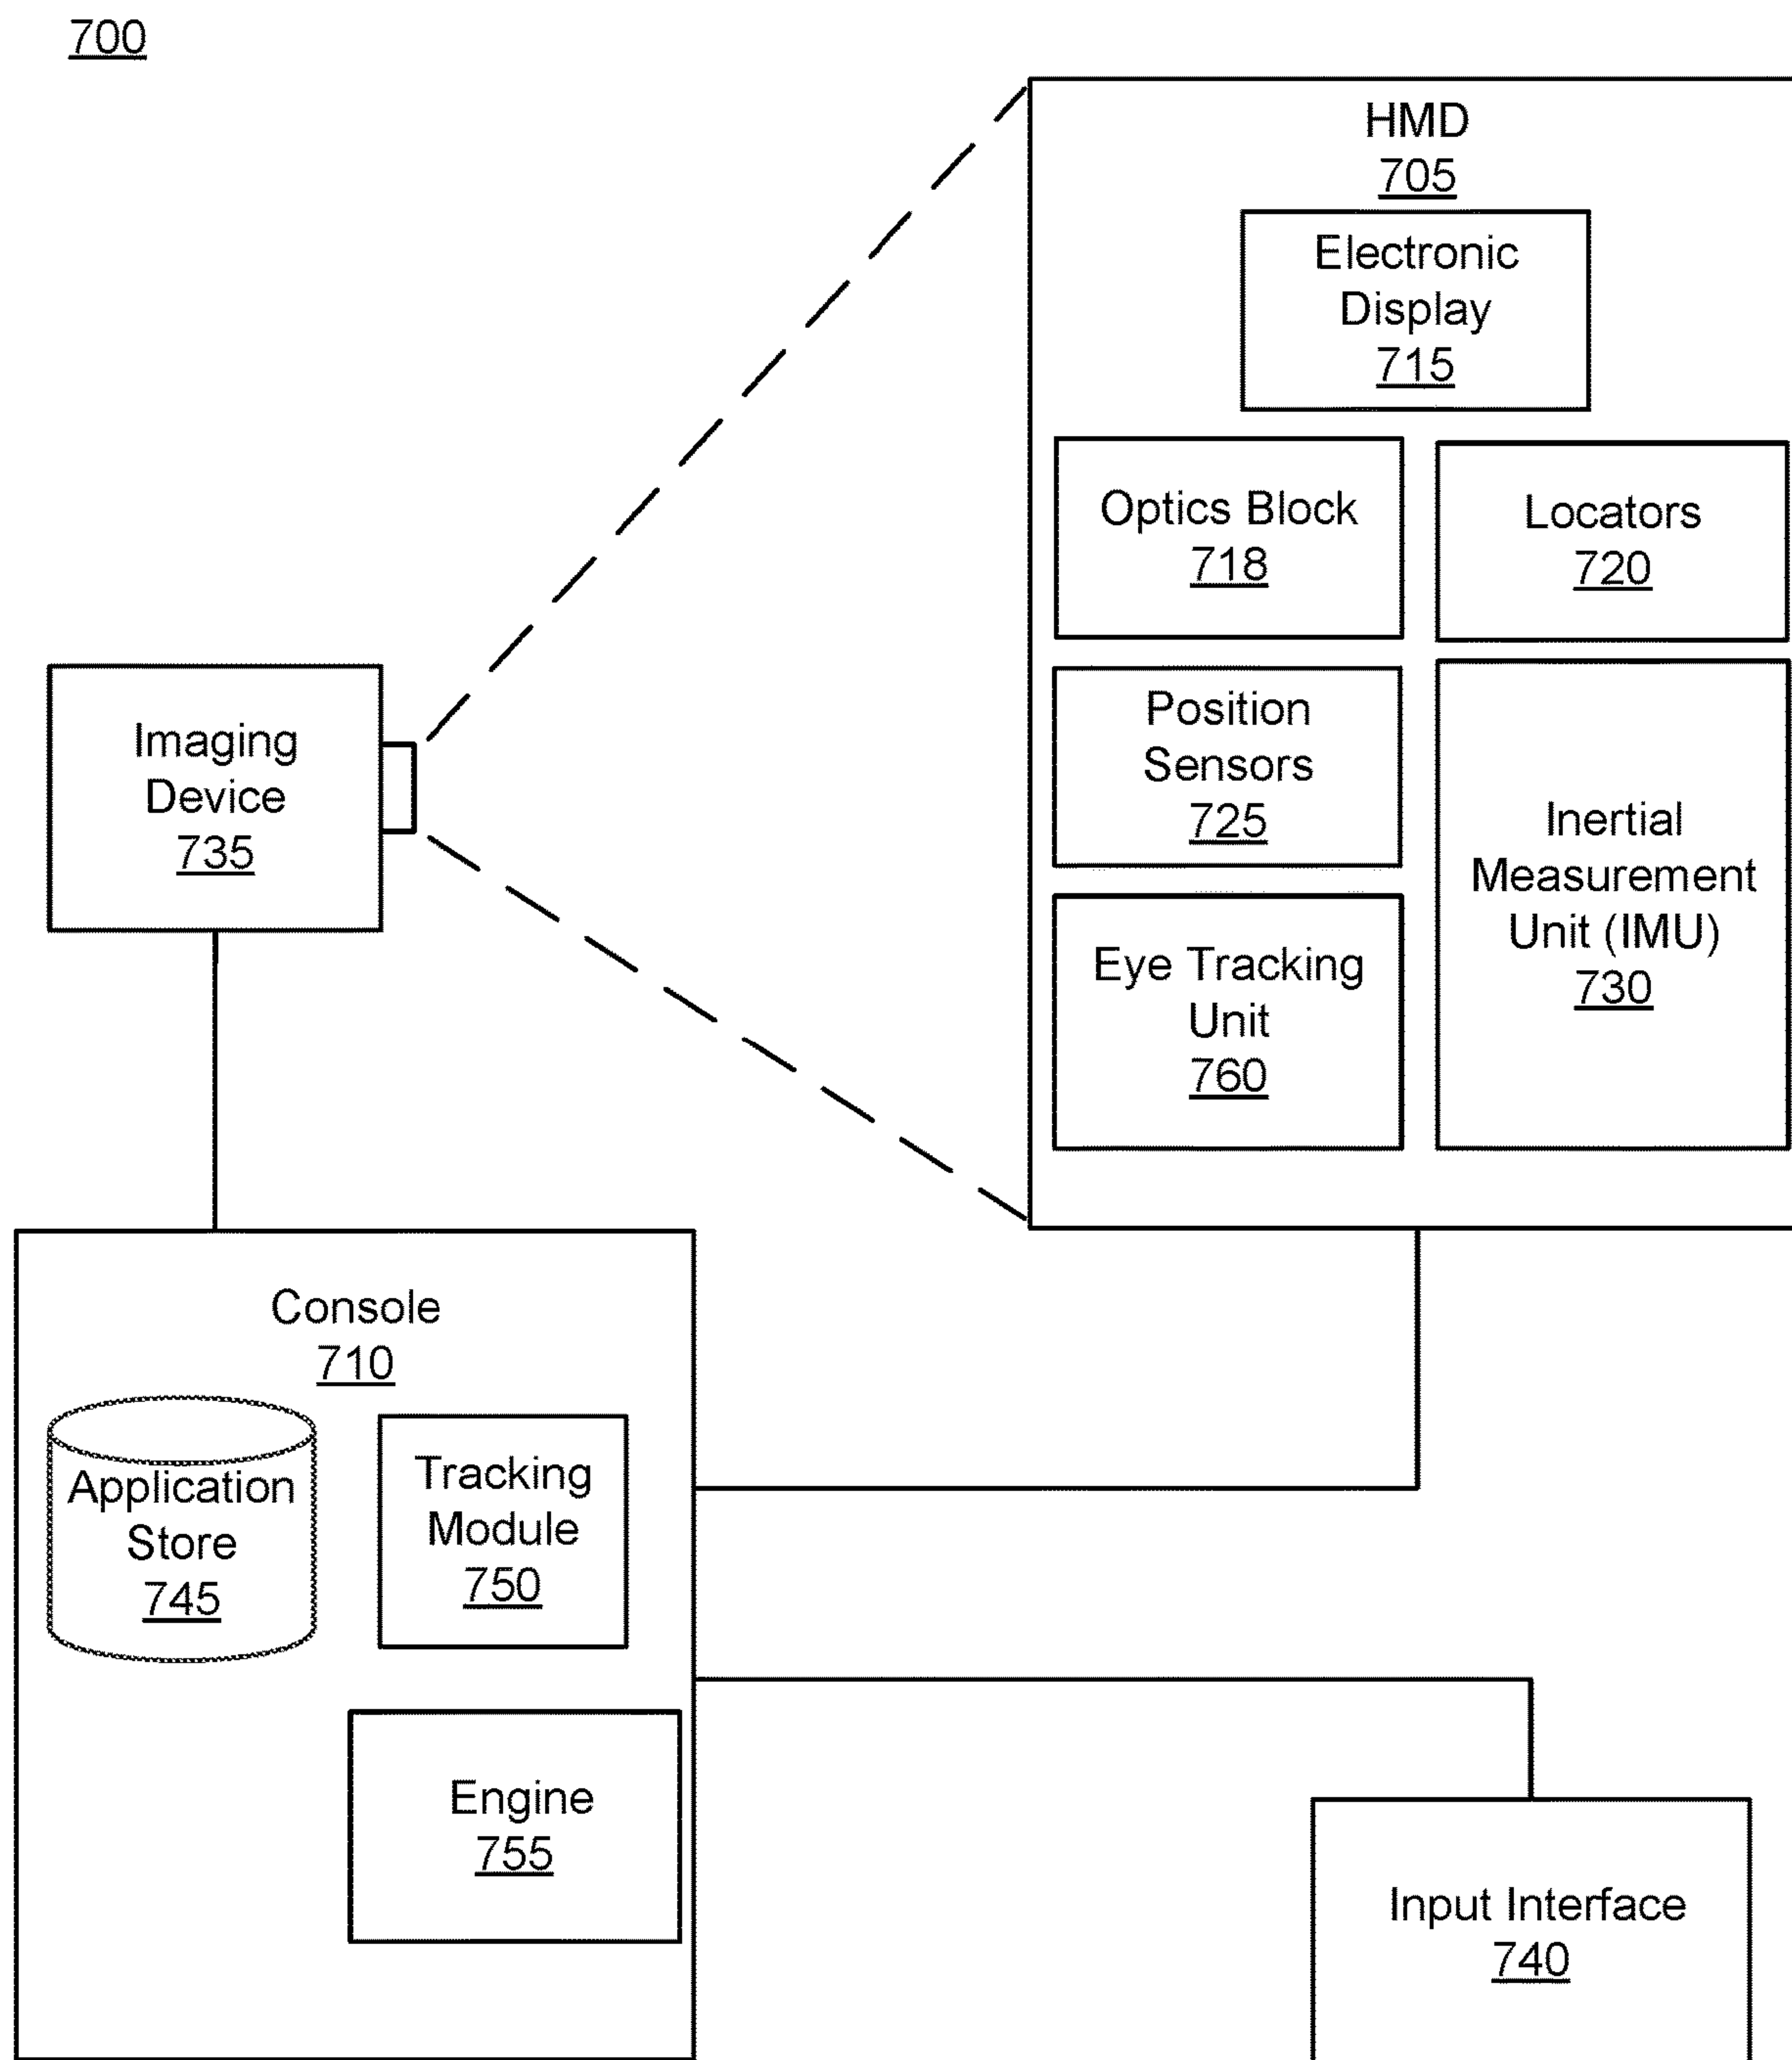 700
HMD
705
Electronic
Display
715
Optics Block
718
Locators
720
Position
Sensors
725
Inertial
Measurement
Unit (IMU)
730
Eye Tracking
Unit
760
Imaging
Device
735
Console
710
Application
Store
745
Tracking
Module
750
Engine
755
Input Interface
740